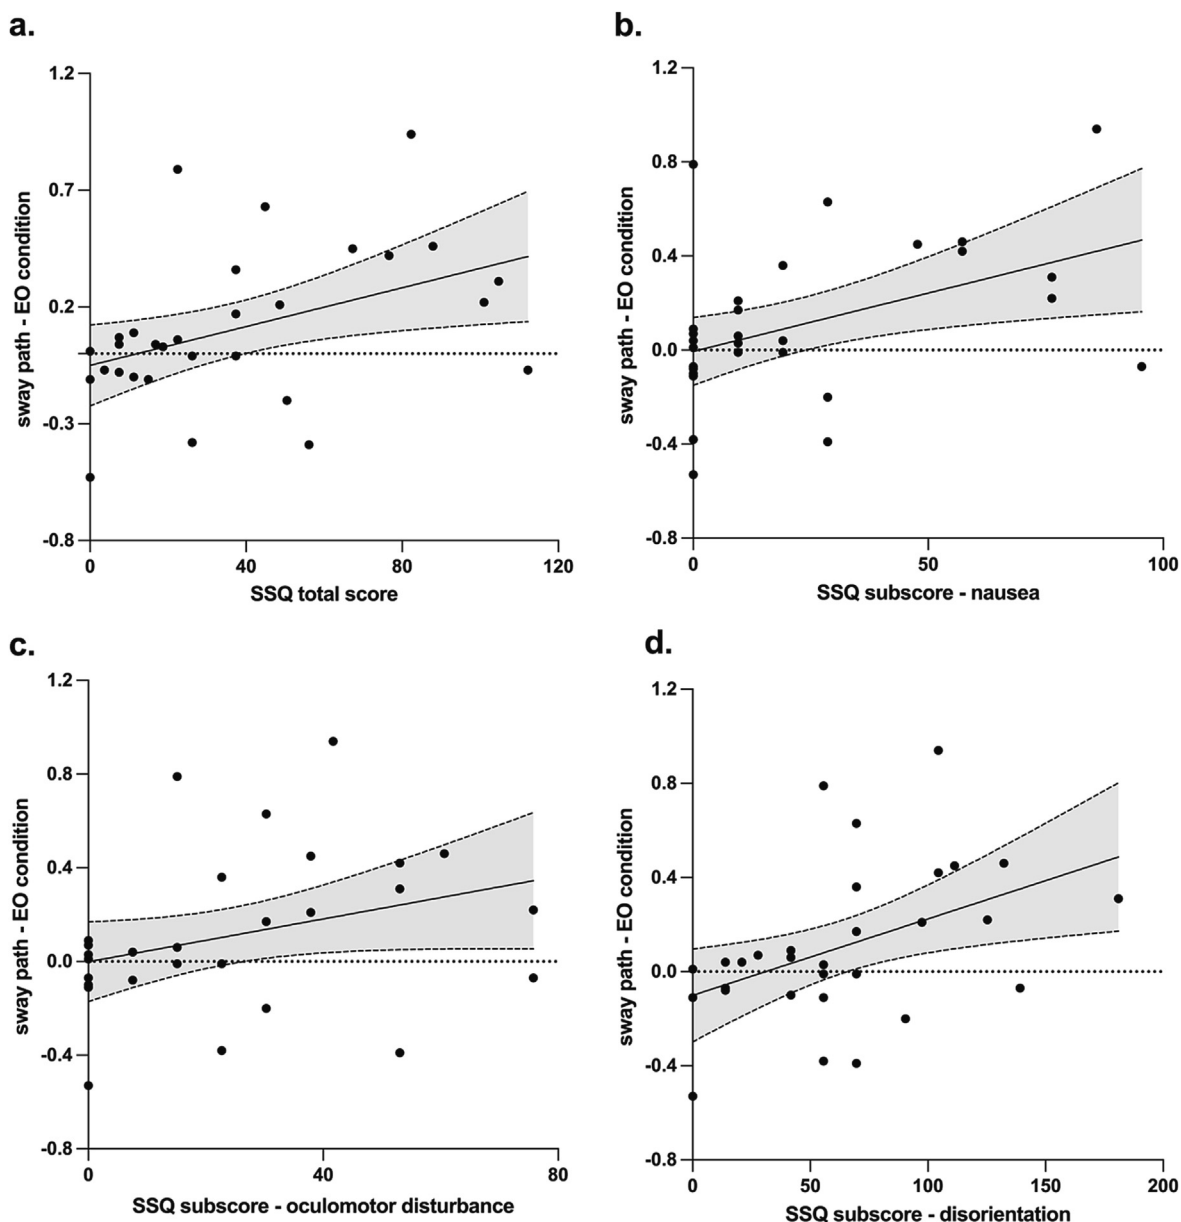 a.
1.2
0.7
0.2
-0.3
-0.8
sway path - EO condition
0 40 80 120
SSQ total score
b.
1.2
0.8
0.4
0.0
-0.4
-0.8
sway path - EO condition
0 50 100
SSQ subscore - nausea
c.
1.2
0.8
0.4
0.0
-0.4
-0.8
sway path - EO condition
0 40 80
SSQ subscore - oculomotor disturbance
d.
1.2
0.8
0.4
0.0
-0.4
-0.8
sway path - EO condition
0 50 100 150 200
SSQ subscore - disorientation